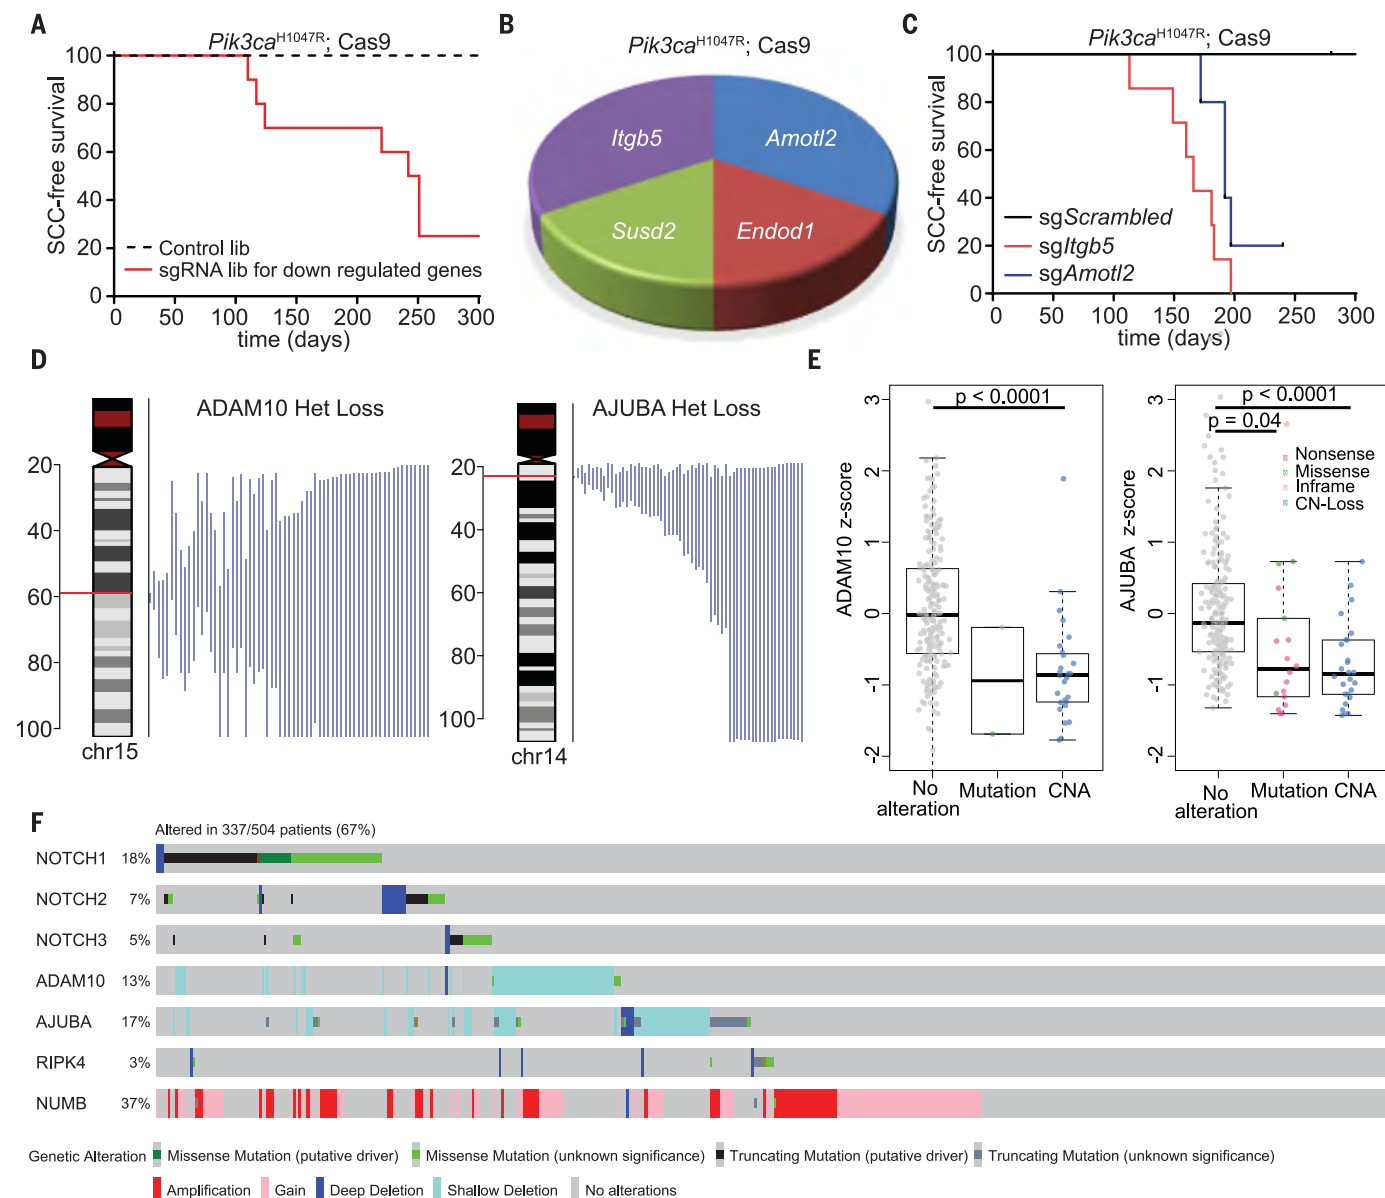 A
Pik3caH1047R; Cas9
100
80
60
40
20
0
SCC-free survival
Control lib
sgRNA lib for down regulated genes
0 50 100 150 200 250 300
time (days)
B
Pik3caH1047R; Cas9
Itgb5
Amotl2
Susd2
Endod1
C
Pik3caH1047R; Cas9
100
80
60
40
20
0
SCC-free survival
sgScrambled
sgItgb5
sgAmotl2
0 50 100 150 200 250 300
time (days)
D
ADAM10 Het Loss
20
40
60
80
100
chr15
AJUBA Het Loss
20
40
60
80
100
chr14
E
p < 0.0001
3
2
1
0
-1
-2
ADAM10 z-score
No alteration
Mutation
CNA
p < 0.0001
p = 0.04
Nonsense
Missense
Inframe
CN-Loss
3
2
1
0
-1
-2
AJUBA z-score
No alteration
Mutation
CNA
F
Altered in 337/504 patients (67%)
NOTCH1 18%
NOTCH2 7%
NOTCH3 5%
ADAM10 13%
AJUBA 17%
RIPK4 3%
NUMB 37%
Genetic Alteration Missense Mutation (putative driver) Missense Mutation (unknown significance) Truncating Mutation (putative driver) Truncating Mutation (unknown significance)
Amplification Gain Deep Deletion Shallow Deletion No alterations